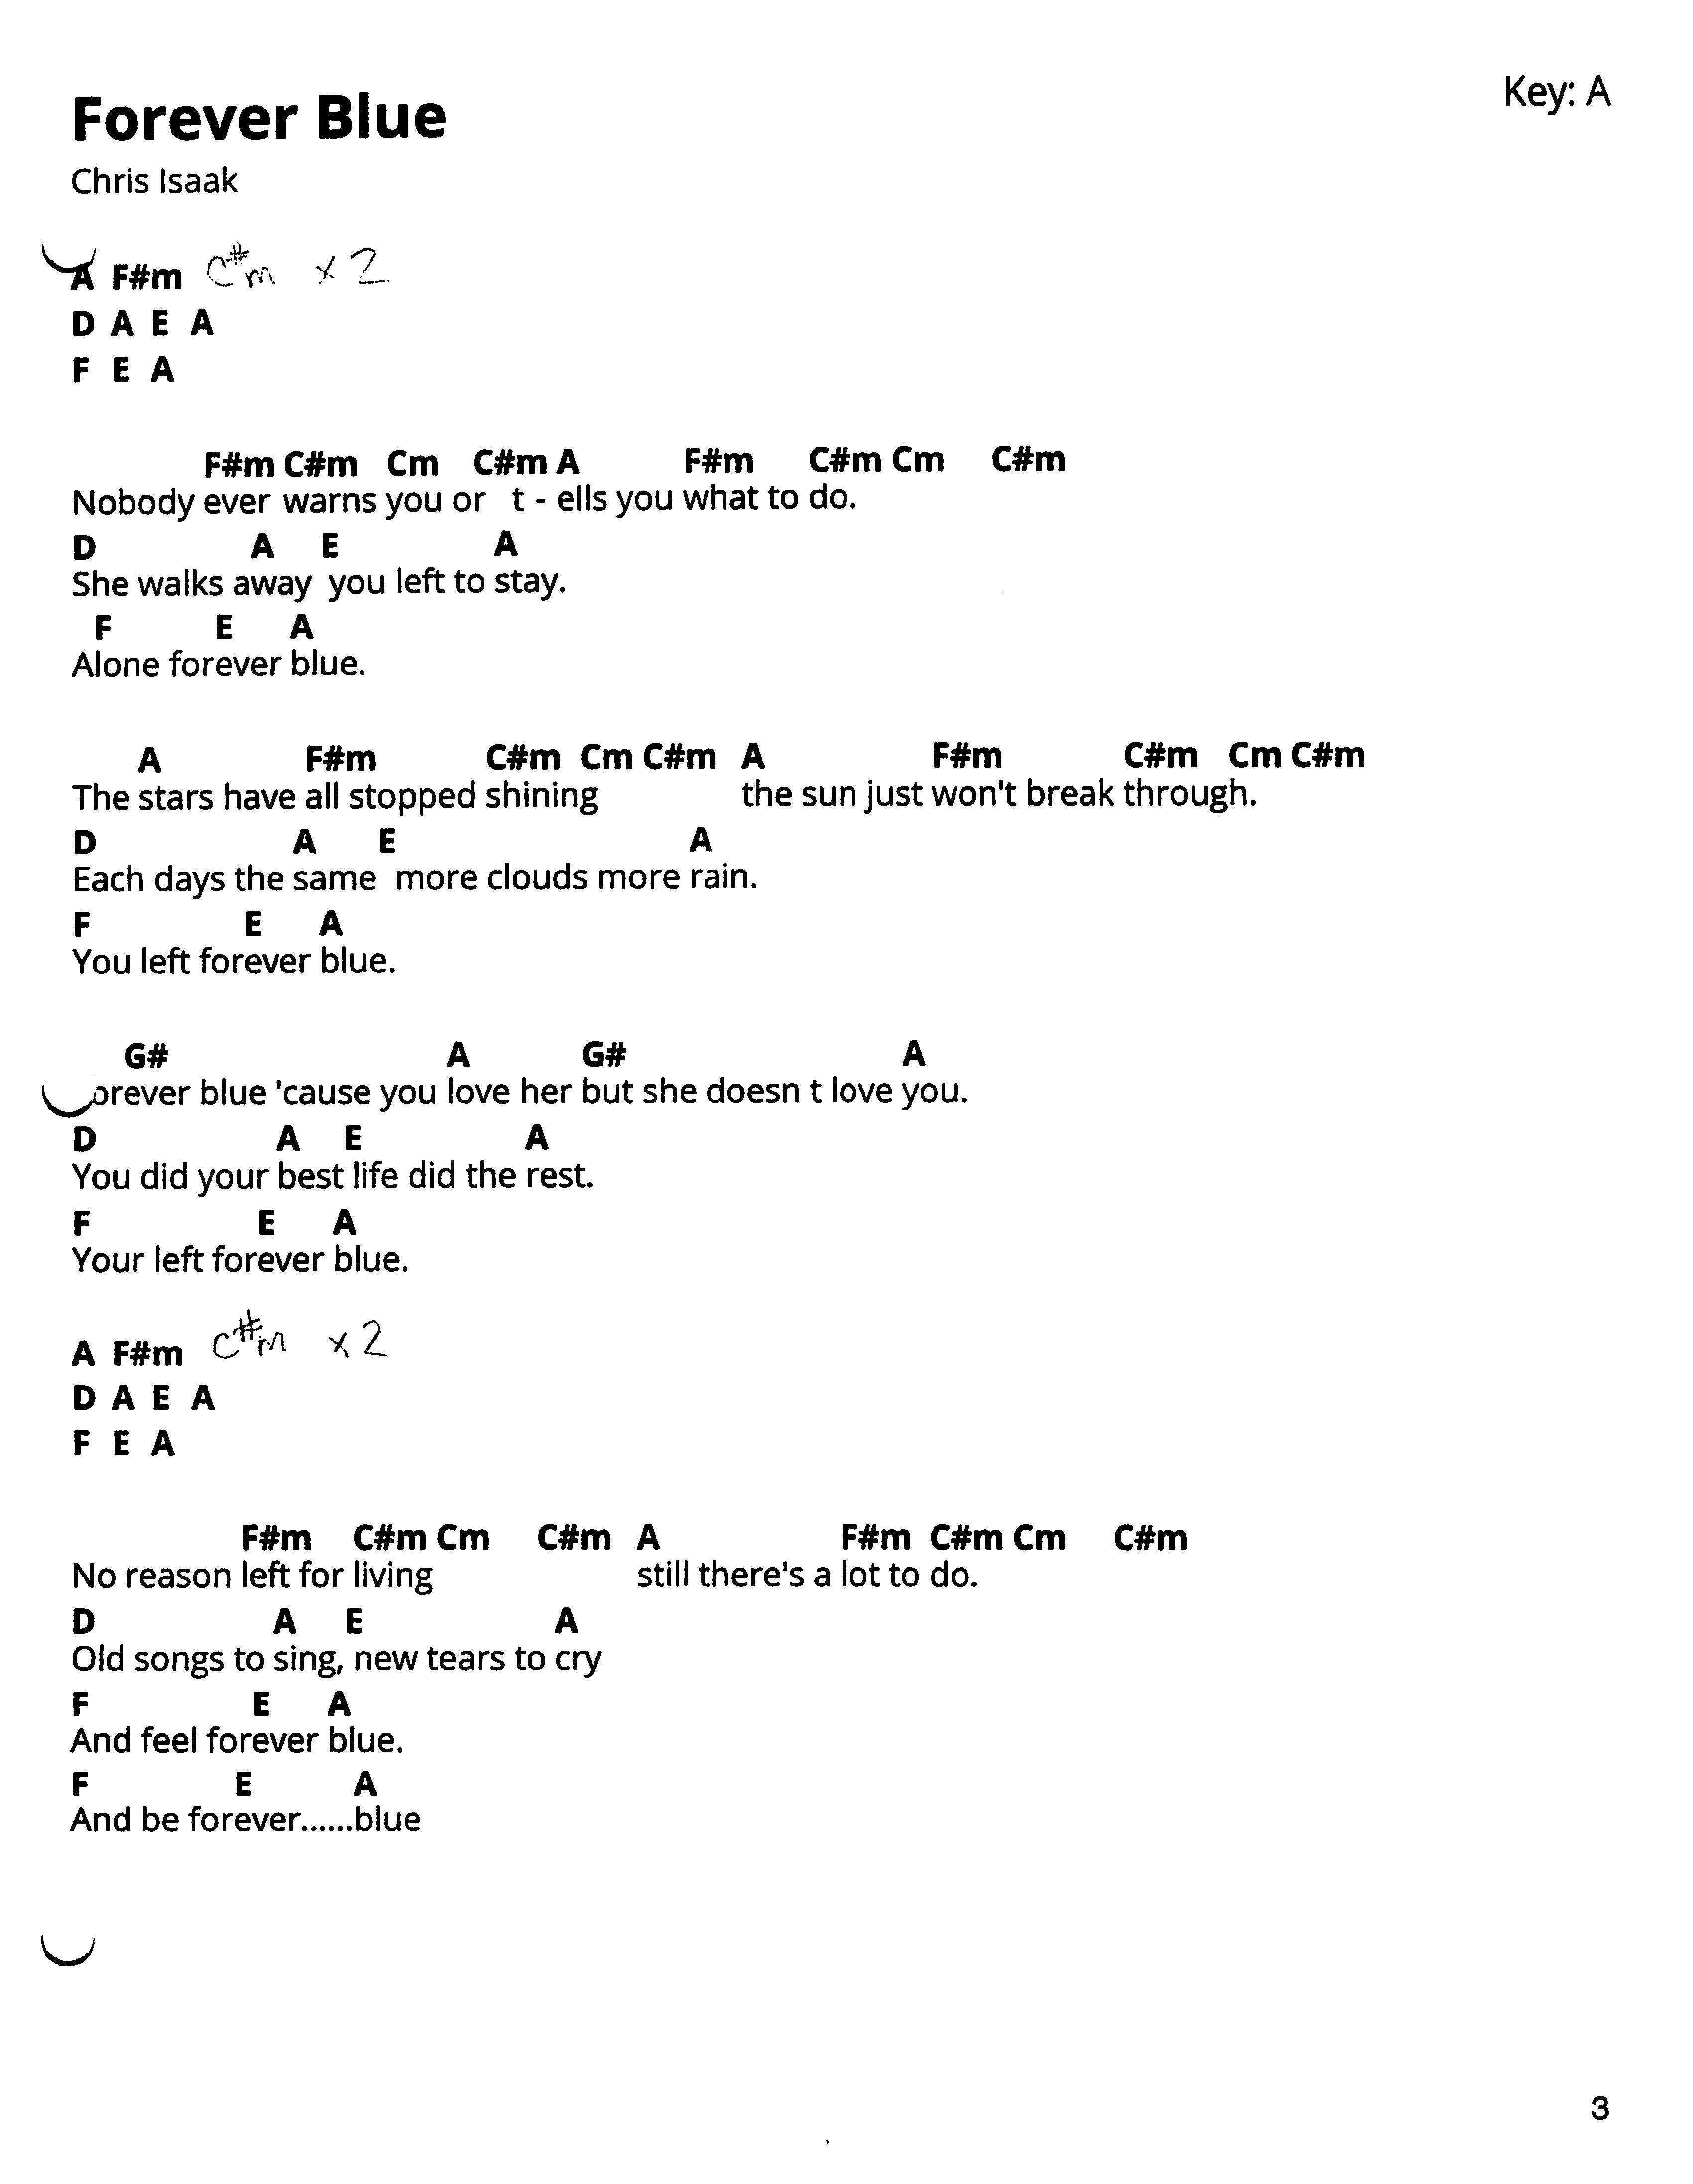 Key: A
Forever Blue
Chris Isaak
A F#m C#m x2
D A E A
F E A
F#m C#m Cm C#m A F#m C#m Cm C#m
Nobody ever warns you or t - ells you what to do.
D A E A
She walks away you left to stay.
F E A
Alone forever blue.
A F#m C#m Cm C#m A F#m C#m Cm C#m
The stars have all stopped shining the sun just won't break through.
D A E A
Each days the same more clouds more rain.
F E A
You left forever blue.
G# A G# A
orever blue 'cause you love her but she doesn t love you.
D A E A
You did your best life did the rest.
F E A
Your left forever blue.
A F#m C#m x2
D A E A
F E A
F#m C#m Cm C#m A F#m C#m Cm C#m
No reason left for living still there's a lot to do.
D A E A
Old songs to sing, new tears to cry
F E A
And feel forever blue.
F E A
And be forever......blue
3